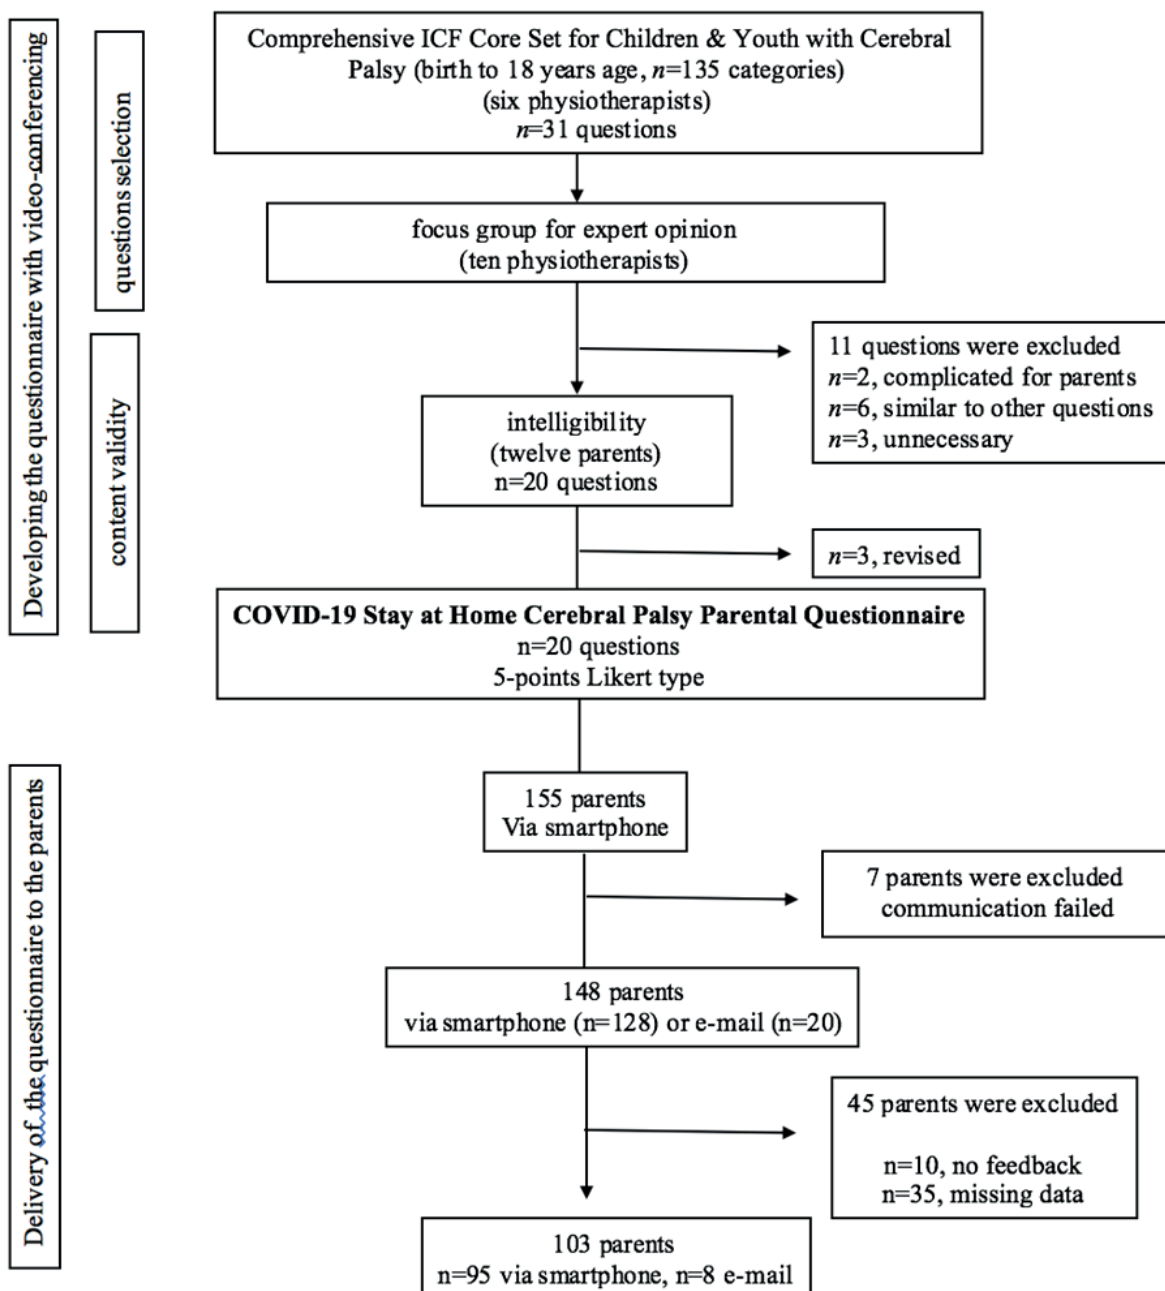 Developing the questionnaire with video-conferencing
questions selection
content validity
Comprehensive ICF Core Set for Children & Youth with Cerebral
Palsy (birth to 18 years age, n=135 categories)
(six physiotherapists)
n=31 questions
focus group for expert opinion
(ten physiotherapists)
11 questions were excluded
n=2, complicated for parents
n=6, similar to other questions
n=3, unnecessary
intelligibility
(twelve parents)
n=20 questions
n=3, revised
COVID-19 Stay at Home Cerebral Palsy Parental Questionnaire
n=20 questions
5-points Likert type
Delivery of the questionnaire to the parents
155 parents
Via smartphone
7 parents were excluded
communication failed
148 parents
via smartphone (n=128) or e-mail (n=20)
45 parents were excluded
n=10, no feedback
n=35, missing data
103 parents
n=95 via smartphone, n=8 e-mail